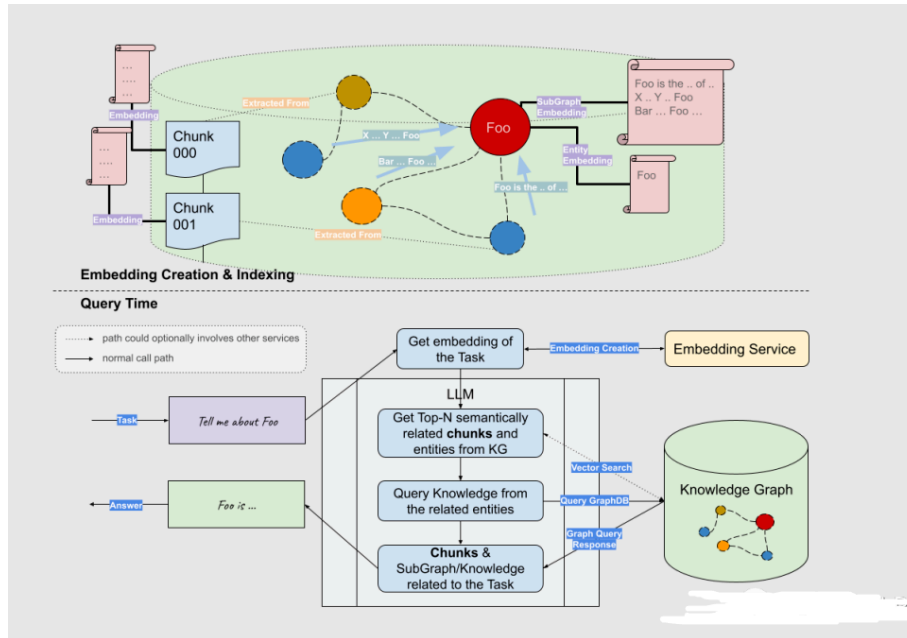 ... 
... 
...
Embedding
... 
... 
...
Embedding
Chunk
000
Chunk
001
Extracted From
Extracted From
X ... Y ... Foo
Bar ... Foo ...
Foo is the .. of ...
Foo
SubGraph
Embedding
Entity
Embedding
Foo is the .. of ..
X .. Y .. Foo
Bar ... Foo ...
Foo
Embedding Creation & Indexing
Query Time
path could optionally involves other services
normal call path
Get embedding of
the Task
Embedding Creation
Embedding Service
LLM
Task
Tell me about Foo
Get Top-N semantically
related chunks and
entities from KG
Vector Search
Knowledge Graph
Query Knowledge from
the related entities
Query GraphDB
Answer
Foo is ...
Graph Query
Response
Chunks &
SubGraph/Knowledge
related to the Task